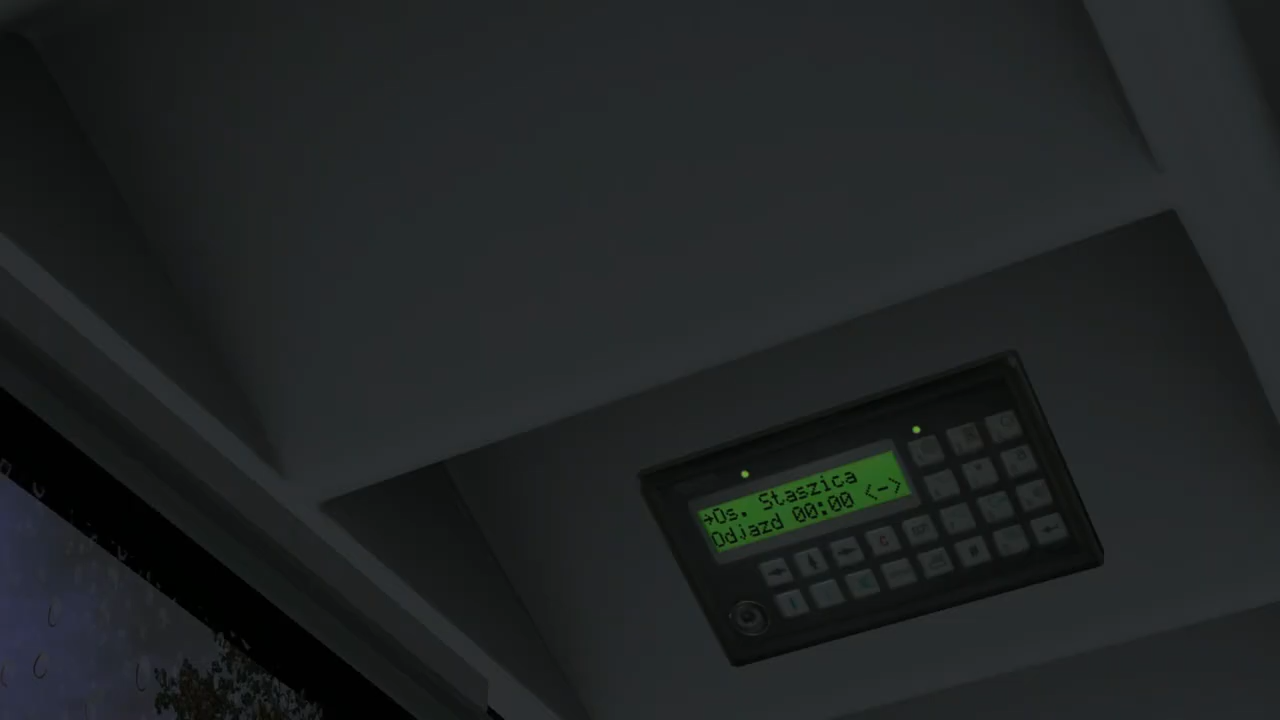 →Os. Staszica
Odjazd 00:00 <->
C